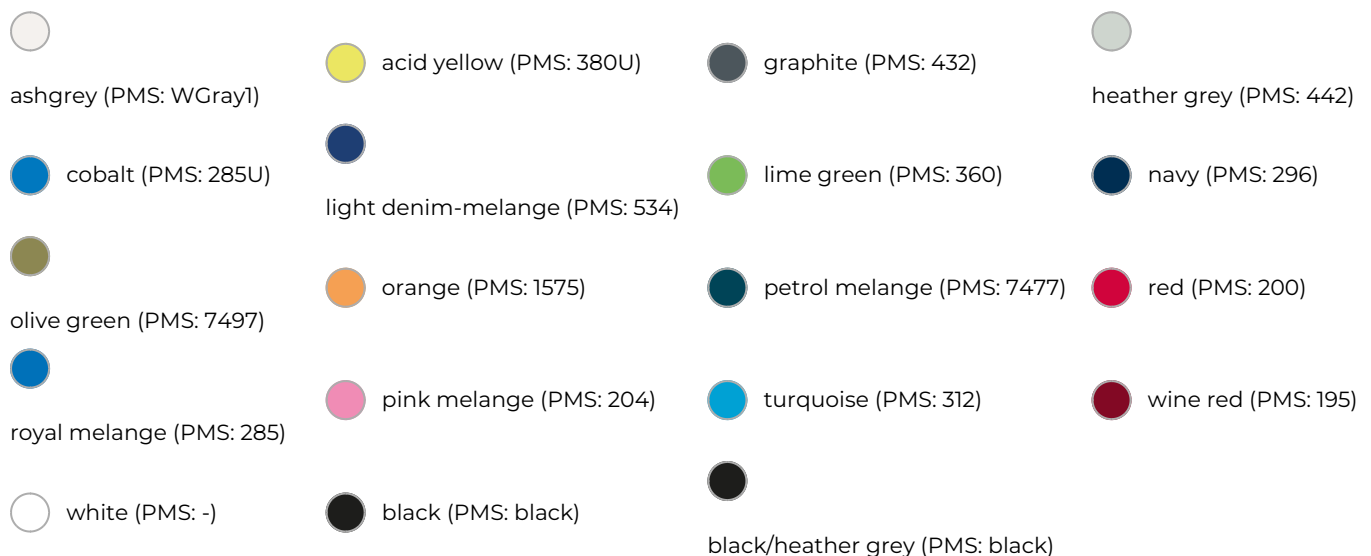 ashgrey (PMS: WGray1)
acid yellow (PMS: 380U)
graphite (PMS: 432)
heather grey (PMS: 442)
cobalt (PMS: 285U)
light denim-melange (PMS: 534)
lime green (PMS: 360)
navy (PMS: 296)
olive green (PMS: 7497)
orange (PMS: 1575)
petrol melange (PMS: 7477)
red (PMS: 200)
royal melange (PMS: 285)
pink melange (PMS: 204)
turquoise (PMS: 312)
wine red (PMS: 195)
white (PMS: -)
black (PMS: black)
black/heather grey (PMS: black)